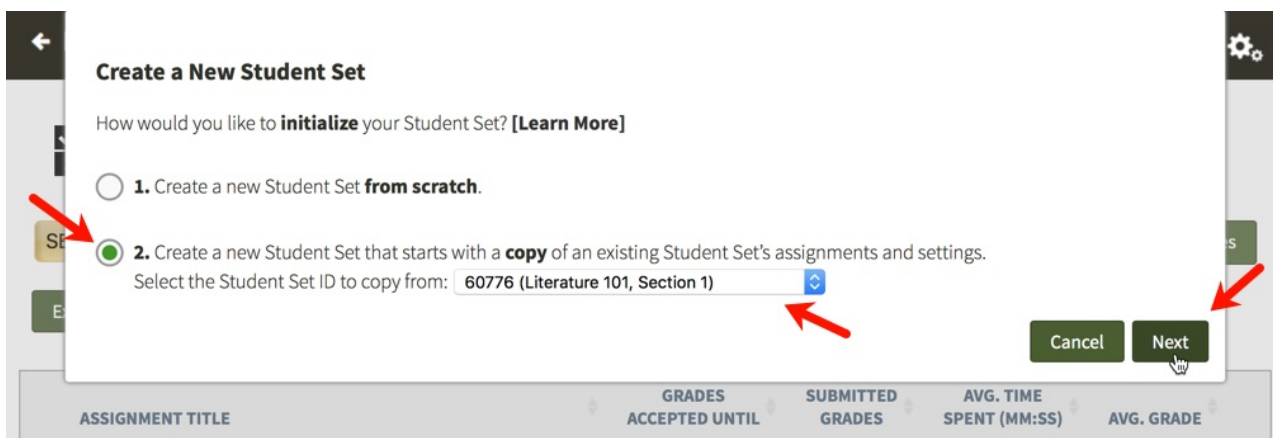 Create a New Student Set
How would you like to initialize your Student Set? [Learn More]
1. Create a new Student Set from scratch.
2. Create a new Student Set that starts with a copy of an existing Student Set's assignments and settings.
Select the Student Set ID to copy from: 60776 (Literature 101, Section 1)
Cancel Next
ASSIGNMENT TITLE
GRADES
ACCEPTED UNTIL
SUBMITTED
GRADES
AVG. TIME
SPENT (MM:SS)
AVG. GRADE